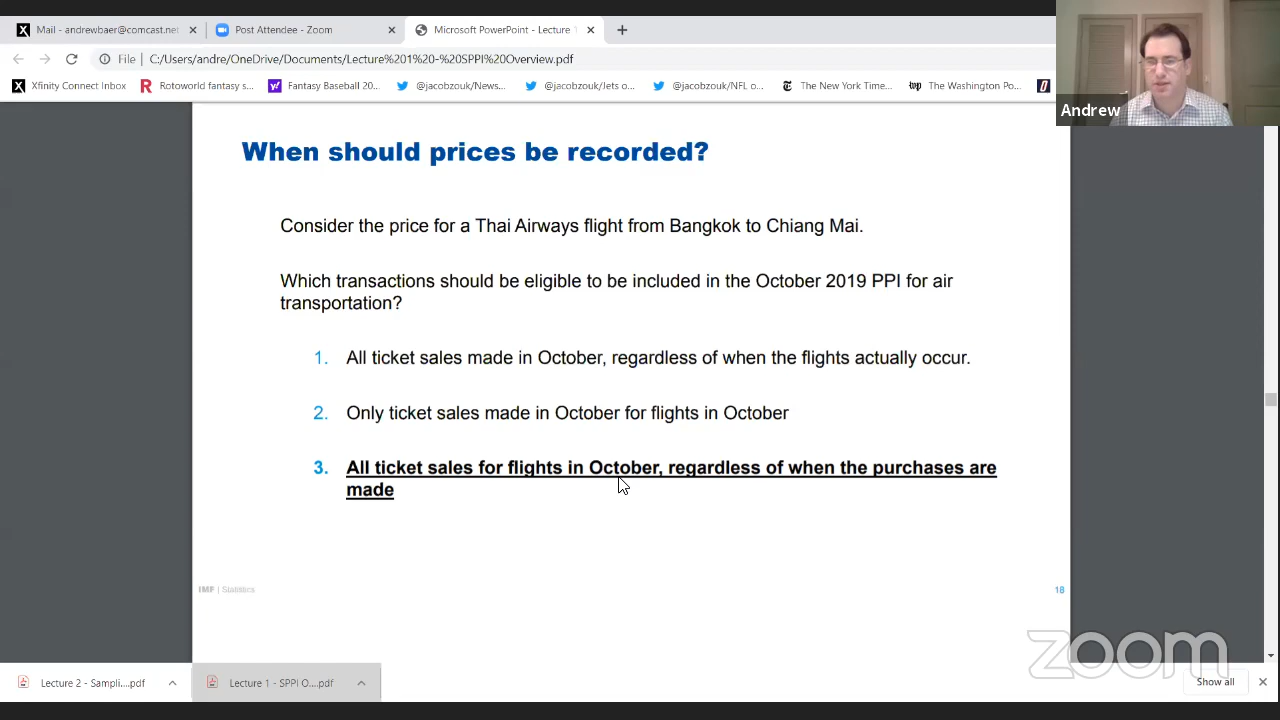 Mail - andrewbaer@comcast.net
Post Attendee - Zoom
Microsoft PowerPoint - Lecture 1
File
C:/Users/andre/OneDrive/Documents/Lecture%201%20-%20SPPI%20Overview.pdf
Xfinity Connect Inbox
Rotoworld fantasy s...
Fantasy Baseball 20...
@jacobzouk/News...
@jacobzouk/Jets o...
@jacobzouk/NFL o...
The New York Time...
The Washington Po...
Andrew
When should prices be recorded?
Consider the price for a Thai Airways flight from Bangkok to Chiang Mai.
Which transactions should be eligible to be included in the October 2019 PPI for air
transportation?
1. All ticket sales made in October, regardless of when the flights actually occur.
2. Only ticket sales made in October for flights in October
3. All ticket sales for flights in October, regardless of when the purchases are
made
IMF | Statistics
18
zoom
Lecture 2 - Sampli....pdf
Lecture 1 - SPPI O....pdf
Show all